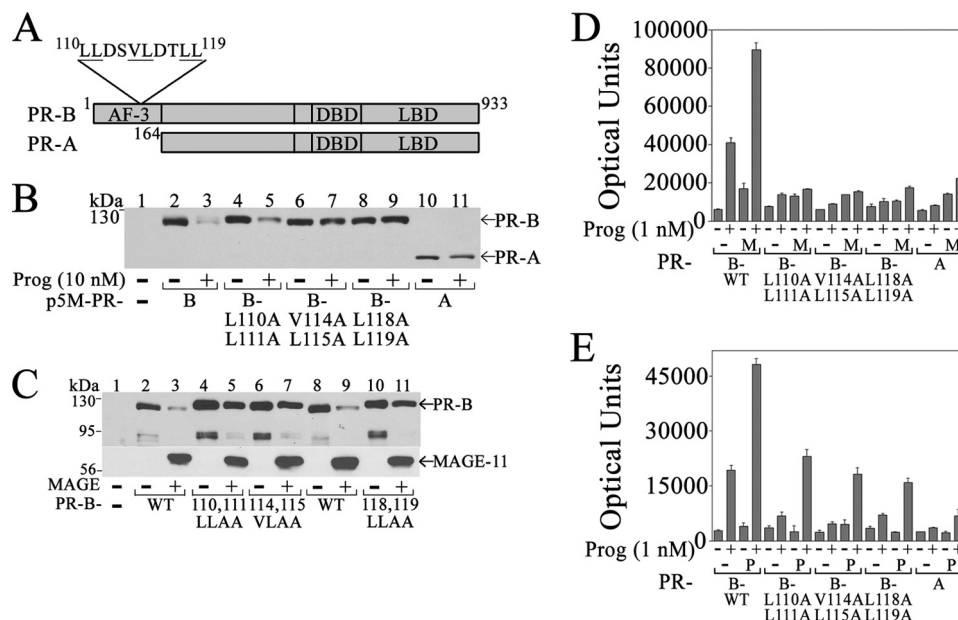 A
110 LLDSVLDTLL 119
PR-B 1 AF-3 DBD LBD 933
PR-A 164 DBD LBD
B
kDa 1 2 3 4 5 6 7 8 9 10 11
130
PR-B
PR-A
Prog (10 nM) - + - + - + - + - +
p5M-PR- - B B- B- B- A
L110A V114A L118A
L111A L115A L119A
C
kDa 1 2 3 4 5 6 7 8 9 10 11
130
PR-B
95
56
MAGE-11
MAGE - - + - + - + - + - +
PR-B- WT 110,111 114,115 WT 118,119
LLAA VLAA LLAA
D
Optical Units
100000
80000
60000
40000
20000
0
Prog (1 nM) - + - + - + - + - + - + - + - + - + - +
- M - M - M - M - M
PR- B- B- B- B- A
WT L110A V114A L118A
L111A L115A L119A
E
Optical Units
45000
30000
15000
0
Prog (1 nM) - + - + - + - + - + - + - + - + - + - +
- P - P - P - P - P
PR- B- B- B- B- A
WT L110A V114A L118A
L111A L115A L119A